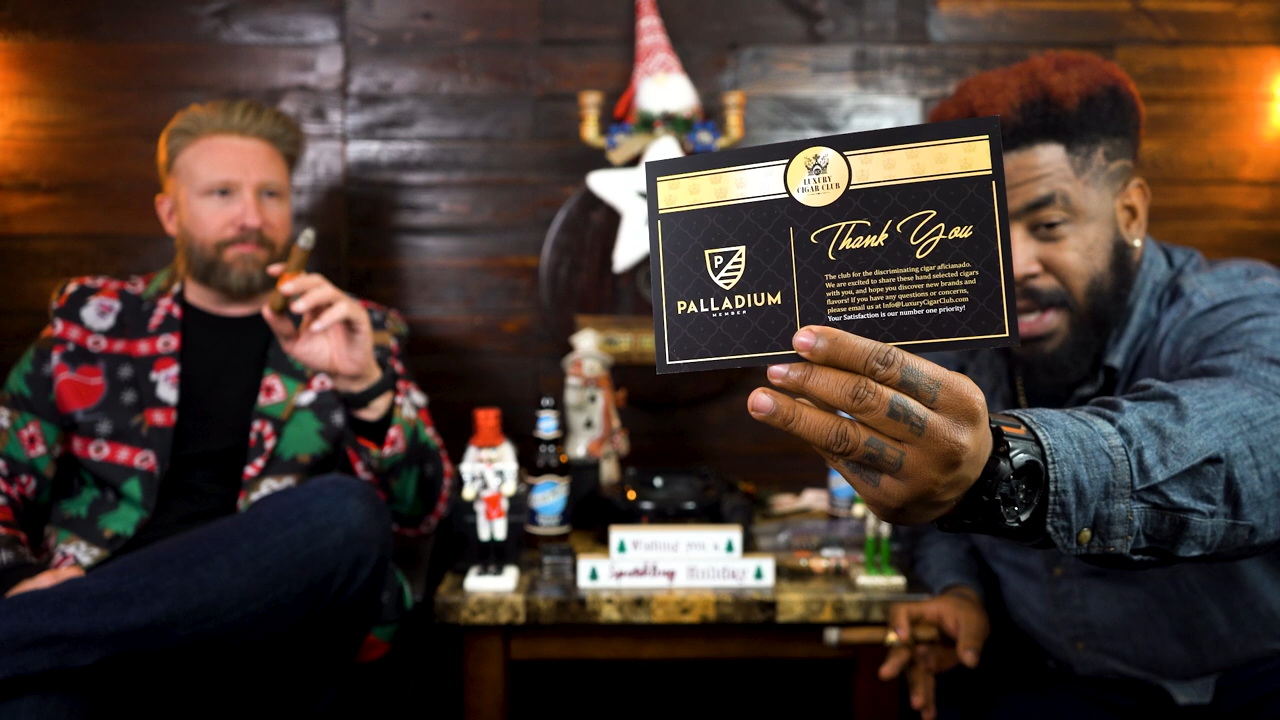 LUXURY
CIGAR CLUB
Thank You
P
PALLADIUM
MEMBER
The club for the discriminating cigar aficianado.
We are excited to share these hand selected cigars
with you, and hope you discover new brands and
flavors! If you have any questions or concerns,
please email us at Info@LuxuryCigarClub.com
Your Satisfaction is our number one priority!
Wishing you a
Sparkling Holiday